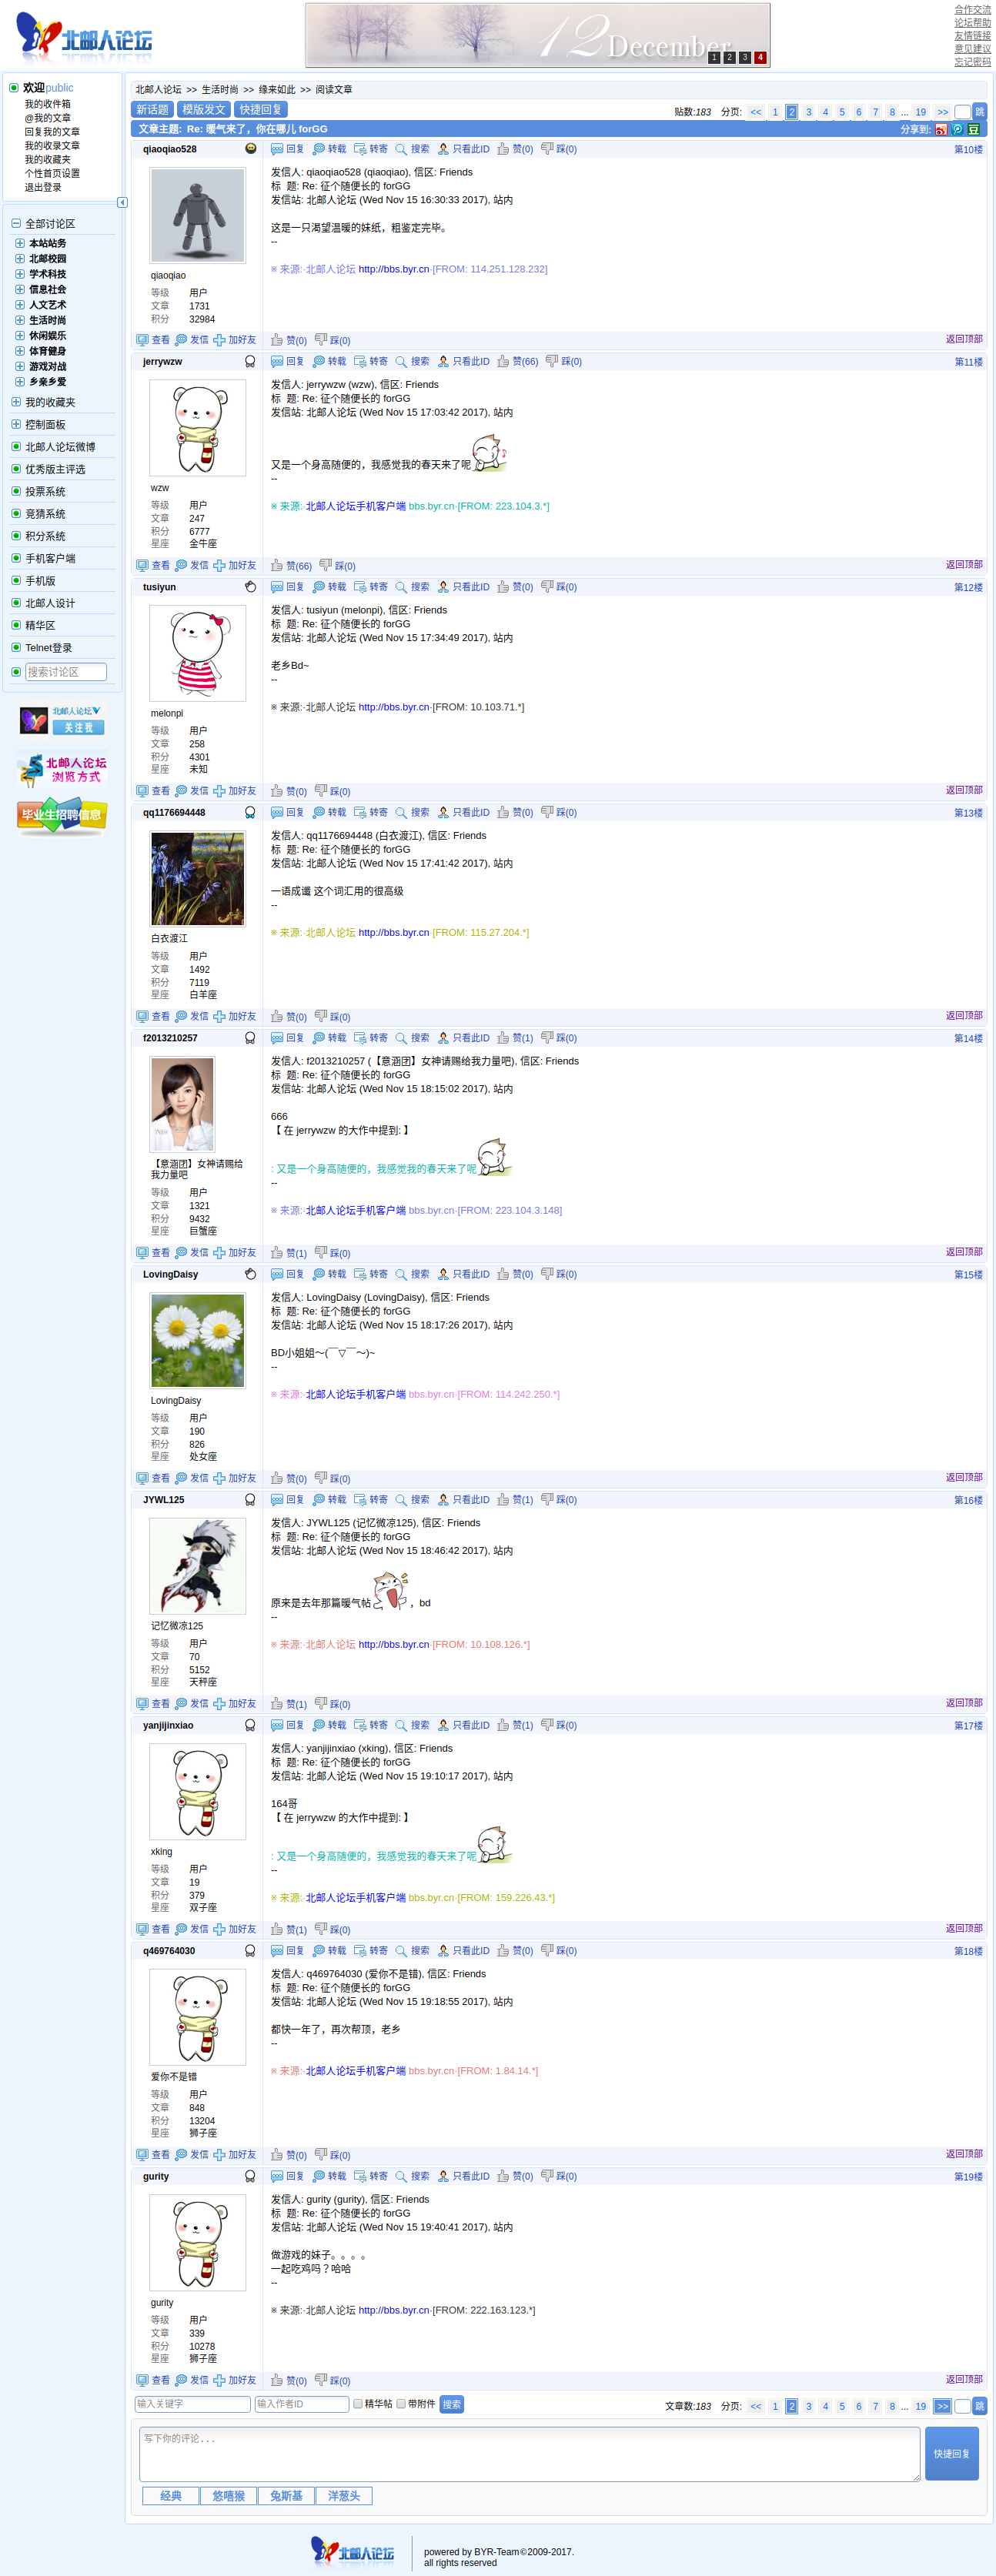 北邮人论坛
12 December
1 2 3 4
合作交流
论坛帮助
友情链接
意见建议
忘记密码
欢迎public
我的收件箱
@我的文章
回复我的文章
我的收录文章
我的收藏夹
个性首页设置
退出登录
全部讨论区
本站站务
北邮校园
学术科技
信息社会
人文艺术
生活时尚
休闲娱乐
体育健身
游戏对战
乡亲乡爱
我的收藏夹
控制面板
北邮人论坛微博
优秀版主评选
投票系统
竞猜系统
积分系统
手机客户端
手机版
北邮人设计
精华区
Telnet登录
搜索讨论区
北邮人论坛
关注我
北邮人论坛
浏览方式
毕业生招聘信息
北邮人论坛 >> 生活时尚 >> 缘来如此 >> 阅读文章
新话题 模版发文 快捷回复
贴数:183 分页: << 1 2 3 4 5 6 7 8 ... 19 >> 跳
文章主题: Re: 暖气来了，你在哪儿 forGG
分享到:
qiaoqiao528
回复 转载 转寄 搜索 只看此ID 赞(0) 踩(0) 第10楼
qiaoqiao
等级 用户
文章 1731
积分 32984
发信人: qiaoqiao528 (qiaoqiao), 信区: Friends
标 题: Re: 征个随便长的 forGG
发信站: 北邮人论坛 (Wed Nov 15 16:30:33 2017), 站内
这是一只渴望温暖的妹纸，粗鉴定完毕。
--
※ 来源:·北邮人论坛 http://bbs.byr.cn·[FROM: 114.251.128.232]
查看 发信 加好友 赞(0) 踩(0) 返回顶部
jerrywzw
回复 转载 转寄 搜索 只看此ID 赞(66) 踩(0) 第11楼
wzw
等级 用户
文章 247
积分 6777
星座 金牛座
发信人: jerrywzw (wzw), 信区: Friends
标 题: Re: 征个随便长的 forGG
发信站: 北邮人论坛 (Wed Nov 15 17:03:42 2017), 站内
又是一个身高随便的，我感觉我的春天来了呢
--
※ 来源:·北邮人论坛手机客户端 bbs.byr.cn·[FROM: 223.104.3.*]
查看 发信 加好友 赞(66) 踩(0) 返回顶部
tusiyun
回复 转载 转寄 搜索 只看此ID 赞(0) 踩(0) 第12楼
melonpi
等级 用户
文章 258
积分 4301
星座 未知
发信人: tusiyun (melonpi), 信区: Friends
标 题: Re: 征个随便长的 forGG
发信站: 北邮人论坛 (Wed Nov 15 17:34:49 2017), 站内
老乡Bd~
--
※ 来源:·北邮人论坛 http://bbs.byr.cn·[FROM: 10.103.71.*]
查看 发信 加好友 赞(0) 踩(0) 返回顶部
qq1176694448
回复 转载 转寄 搜索 只看此ID 赞(0) 踩(0) 第13楼
白衣渡江
等级 用户
文章 1492
积分 7119
星座 白羊座
发信人: qq1176694448 (白衣渡江), 信区: Friends
标 题: Re: 征个随便长的 forGG
发信站: 北邮人论坛 (Wed Nov 15 17:41:42 2017), 站内
一语成谶 这个词汇用的很高级
--
※ 来源:·北邮人论坛 http://bbs.byr.cn·[FROM: 115.27.204.*]
查看 发信 加好友 赞(0) 踩(0) 返回顶部
f2013210257
回复 转载 转寄 搜索 只看此ID 赞(1) 踩(0) 第14楼
【意涵团】女神请赐给
我力量吧
等级 用户
文章 1321
积分 9432
星座 巨蟹座
发信人: f2013210257 (【意涵团】女神请赐给我力量吧), 信区: Friends
标 题: Re: 征个随便长的 forGG
发信站: 北邮人论坛 (Wed Nov 15 18:15:02 2017), 站内
666
【 在 jerrywzw 的大作中提到: 】
: 又是一个身高随便的，我感觉我的春天来了呢
--
※ 来源:·北邮人论坛手机客户端 bbs.byr.cn·[FROM: 223.104.3.148]
查看 发信 加好友 赞(1) 踩(0) 返回顶部
LovingDaisy
回复 转载 转寄 搜索 只看此ID 赞(0) 踩(0) 第15楼
LovingDaisy
等级 用户
文章 190
积分 826
星座 处女座
发信人: LovingDaisy (LovingDaisy), 信区: Friends
标 题: Re: 征个随便长的 forGG
发信站: 北邮人论坛 (Wed Nov 15 18:17:26 2017), 站内
BD小姐姐～(￣▽￣～)~
--
※ 来源:·北邮人论坛手机客户端 bbs.byr.cn·[FROM: 114.242.250.*]
查看 发信 加好友 赞(0) 踩(0) 返回顶部
JYWL125
回复 转载 转寄 搜索 只看此ID 赞(1) 踩(0) 第16楼
记忆微凉125
等级 用户
文章 70
积分 5152
星座 天秤座
发信人: JYWL125 (记忆微凉125), 信区: Friends
标 题: Re: 征个随便长的 forGG
发信站: 北邮人论坛 (Wed Nov 15 18:46:42 2017), 站内
原来是去年那篇暖气帖 ，bd
--
※ 来源:·北邮人论坛 http://bbs.byr.cn·[FROM: 10.108.126.*]
查看 发信 加好友 赞(1) 踩(0) 返回顶部
yanjijinxiao
回复 转载 转寄 搜索 只看此ID 赞(1) 踩(0) 第17楼
xking
等级 用户
文章 19
积分 379
星座 双子座
发信人: yanjijinxiao (xking), 信区: Friends
标 题: Re: 征个随便长的 forGG
发信站: 北邮人论坛 (Wed Nov 15 19:10:17 2017), 站内
164哥
【 在 jerrywzw 的大作中提到: 】
: 又是一个身高随便的，我感觉我的春天来了呢
--
※ 来源:·北邮人论坛手机客户端 bbs.byr.cn·[FROM: 159.226.43.*]
查看 发信 加好友 赞(1) 踩(0) 返回顶部
q469764030
回复 转载 转寄 搜索 只看此ID 赞(0) 踩(0) 第18楼
爱你不是错
等级 用户
文章 848
积分 13204
星座 狮子座
发信人: q469764030 (爱你不是错), 信区: Friends
标 题: Re: 征个随便长的 forGG
发信站: 北邮人论坛 (Wed Nov 15 19:18:55 2017), 站内
都快一年了，再次帮顶，老乡
--
※ 来源:·北邮人论坛手机客户端 bbs.byr.cn·[FROM: 1.84.14.*]
查看 发信 加好友 赞(0) 踩(0) 返回顶部
gurity
回复 转载 转寄 搜索 只看此ID 赞(0) 踩(0) 第19楼
gurity
等级 用户
文章 339
积分 10278
星座 狮子座
发信人: gurity (gurity), 信区: Friends
标 题: Re: 征个随便长的 forGG
发信站: 北邮人论坛 (Wed Nov 15 19:40:41 2017), 站内
做游戏的妹子。。。。
一起吃鸡吗？哈哈
--
※ 来源:·北邮人论坛 http://bbs.byr.cn·[FROM: 222.163.123.*]
查看 发信 加好友 赞(0) 踩(0) 返回顶部
输入关键字 输入作者ID 精华帖 带附件 搜索
文章数:183 分页: << 1 2 3 4 5 6 7 8 ... 19 >> 跳
写下你的评论...
快捷回复
经典 悠嘻猴 兔斯基 洋葱头
北邮人论坛
powered by BYR-Team©2009-2017.
all rights reserved